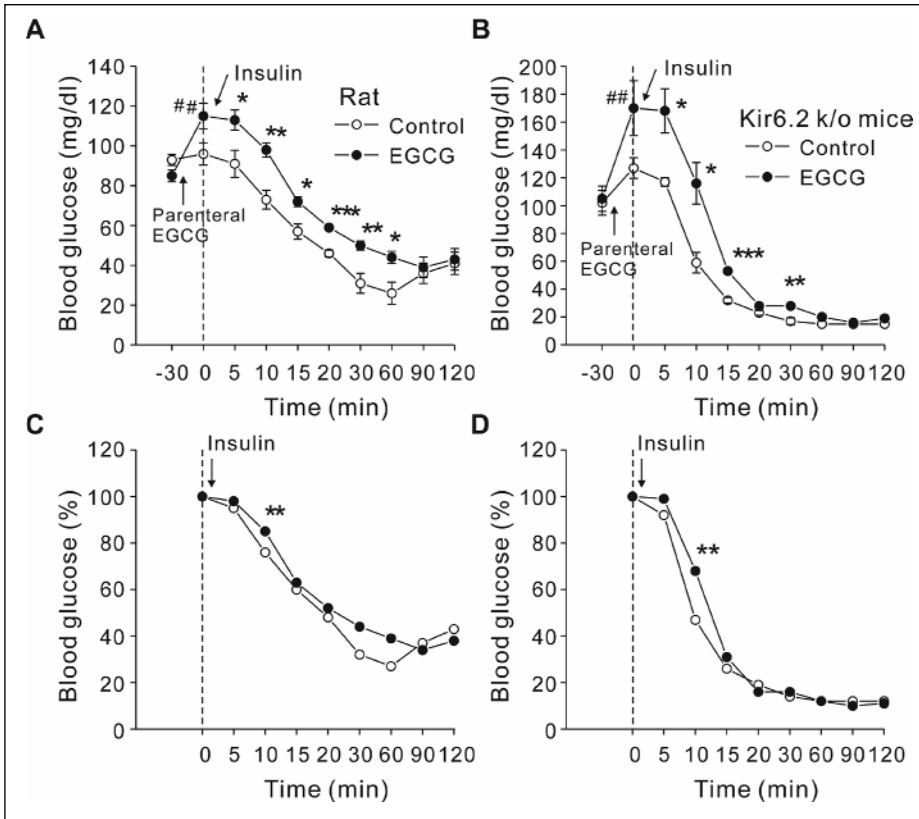 A
Blood glucose (mg/dl)
140
120
100
80
60
40
20
0
-30 0 5 10 15 20 30 60 90 120
Time (min)
Insulin
Rat
Control
EGCG
Parenteral
EGCG
##
*
**
*
***
**
*
B
Blood glucose (mg/dl)
200
180
160
140
120
100
80
60
40
20
0
-30 0 5 10 15 20 30 60 90 120
Time (min)
Insulin
Kir6.2 k/o mice
Control
EGCG
Parenteral
EGCG
##
*
*
***
**
C
Blood glucose (%)
120
100
80
60
40
20
0
0 5 10 15 20 30 60 90 120
Time (min)
Insulin
**
D
Blood glucose (%)
120
100
80
60
40
20
0
0 5 10 15 20 30 60 90 120
Time (min)
Insulin
**